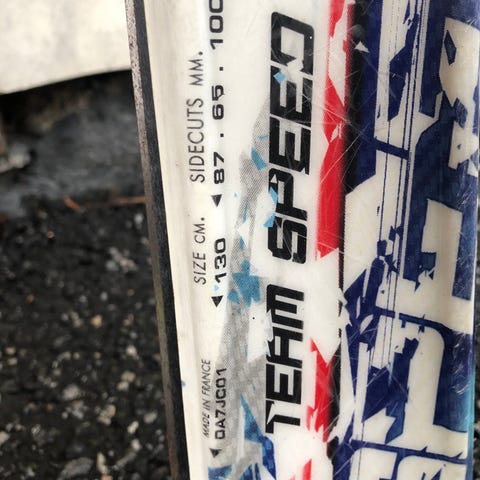 SIDECUTS MM.
87 . 65 . 100
SIZE CM.
130
MADE IN FRANCE
0A7JC01
TEAM SPEED